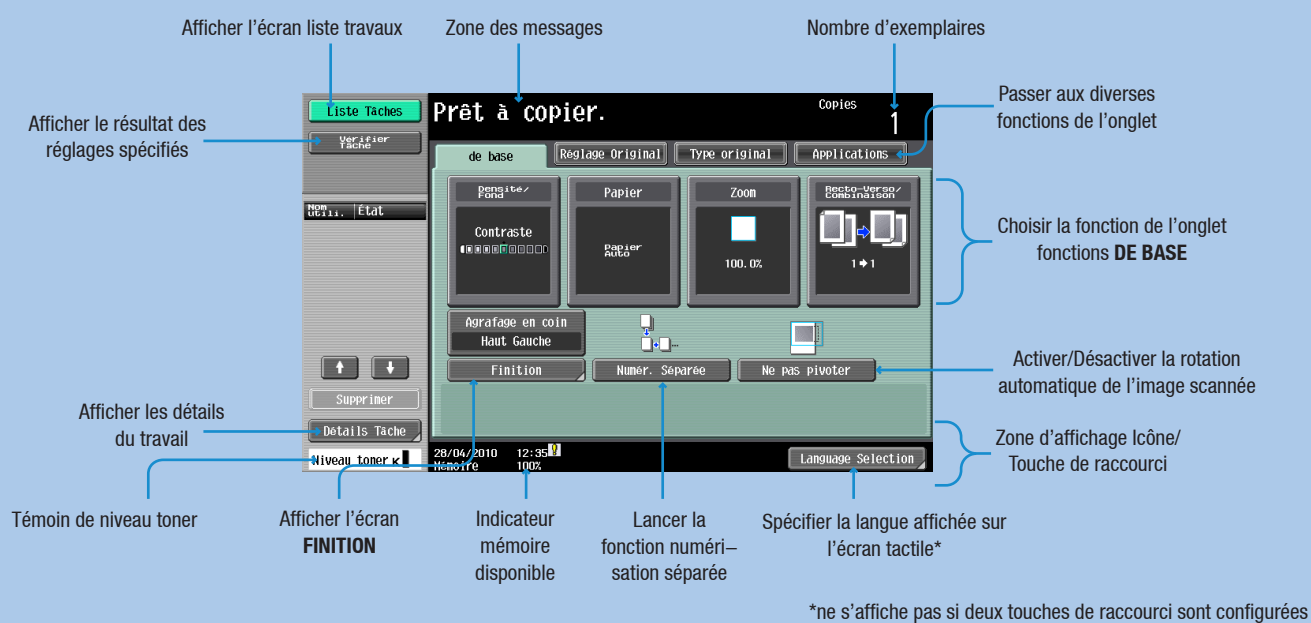 Afficher l'écran liste travaux
Zone des messages
Nombre d'exemplaires
Afficher le résultat des
réglages spécifiés
Passer aux diverses
fonctions de l'onglet
Liste Tâches
Vérifier
Tâche
Prêt à copier.
Copies
1
de base
Réglage Original
Type original
Applications
Nom
utili.
État
Densité/
Fond
Contraste
Papier
Papier
Auto
Zoom
100.0%
Recto-Verso/
Combinaison
1 → 1
Choisir la fonction de l'onglet
fonctions DE BASE
Agrafage en coin
Haut Gauche
Finition
Numér. Séparée
Ne pas pivoter
Activer/Désactiver la rotation
automatique de l'image scannée
Supprimer
Détails Tâche
Afficher les détails
du travail
Niveau toner K
28/04/2010 12:35
Mémoire 100%
Language Selection
Zone d'affichage Icône/
Touche de raccourci
Témoin de niveau toner
Afficher l'écran
FINITION
Indicateur
mémoire
disponible
Lancer la
fonction numéri–
sation séparée
Spécifier la langue affichée sur
l'écran tactile*
*ne s'affiche pas si deux touches de raccourci sont configurées